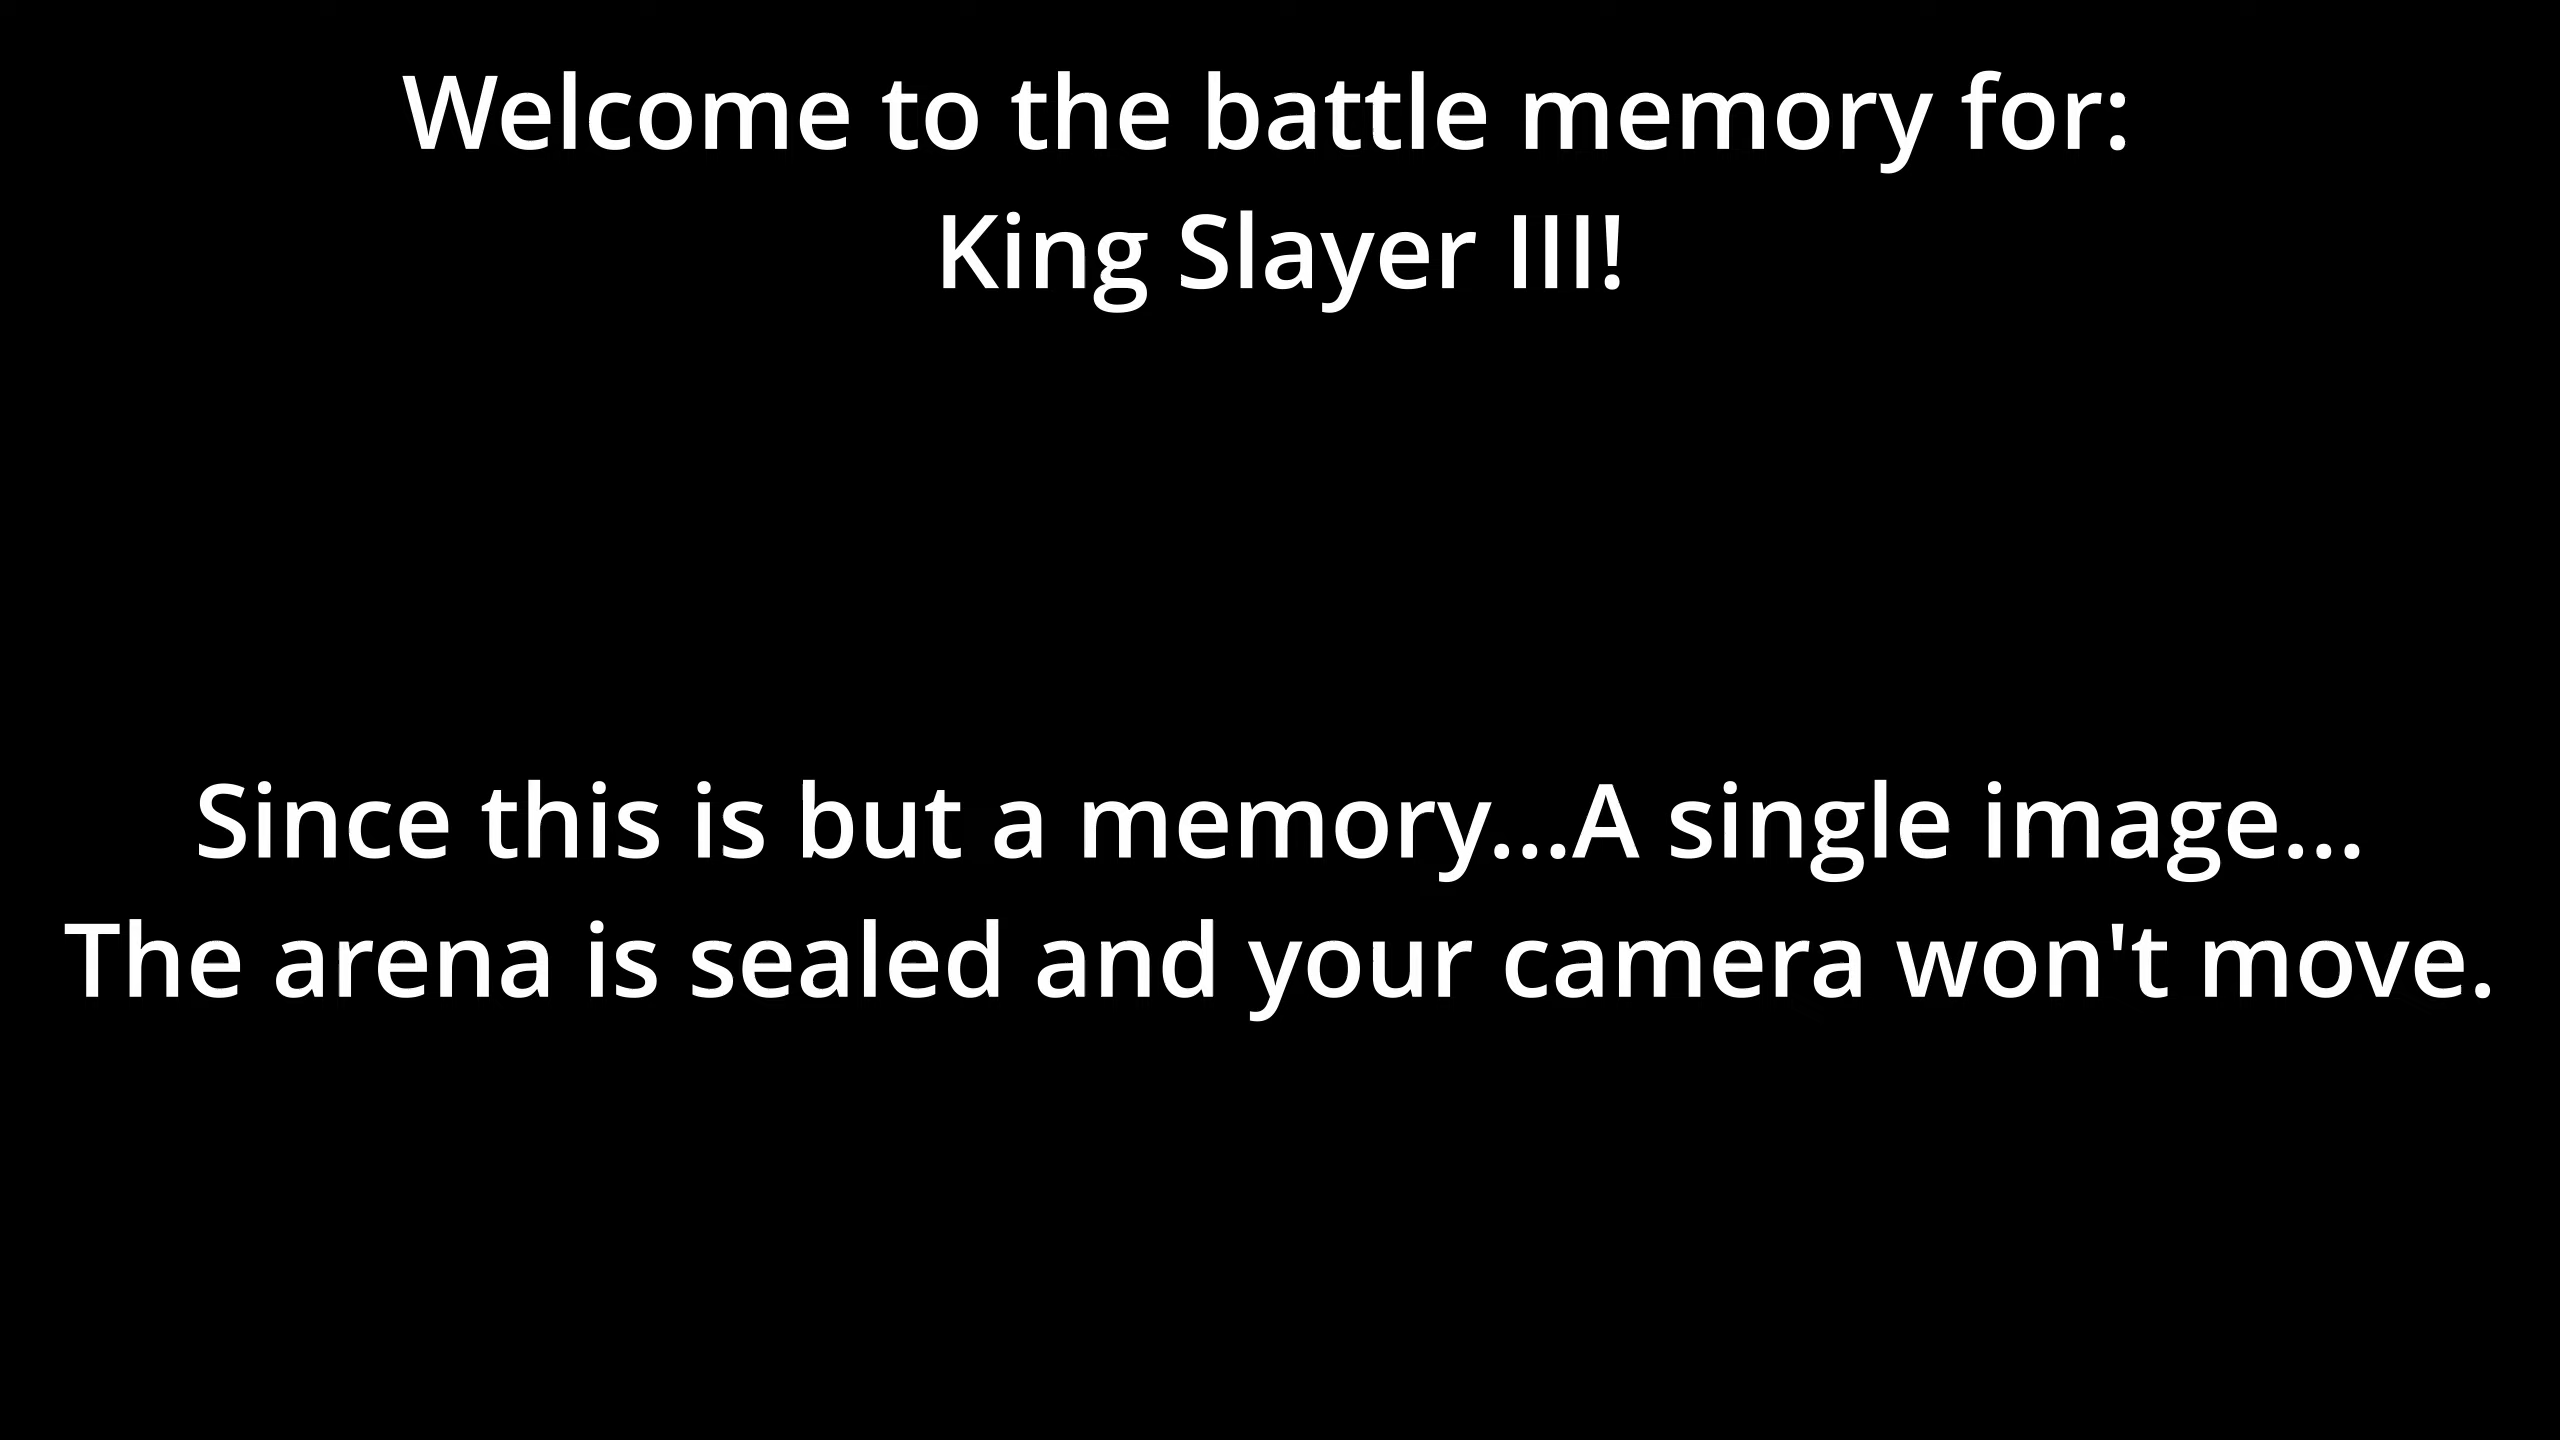 Welcome to the battle memory for:
King Slayer III!
Since this is but a memory...A single image...
The arena is sealed and your camera won't move.